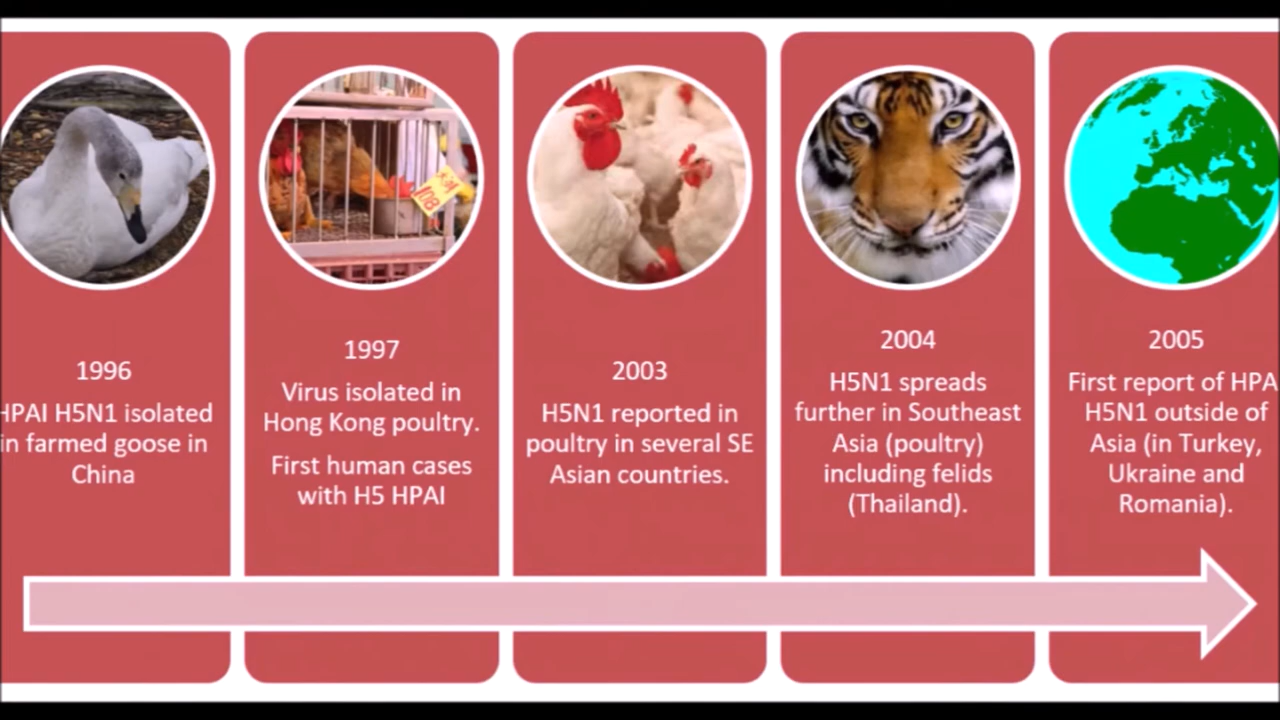 1996
HPAI H5N1 isolated
in farmed goose in
China
1997
Virus isolated in
Hong Kong poultry.
First human cases
with H5 HPAI
2003
H5N1 reported in
poultry in several SE
Asian countries.
2004
H5N1 spreads
further in Southeast
Asia (poultry)
including felids
(Thailand).
2005
First report of HPA
H5N1 outside of
Asia (in Turkey,
Ukraine and
Romania).